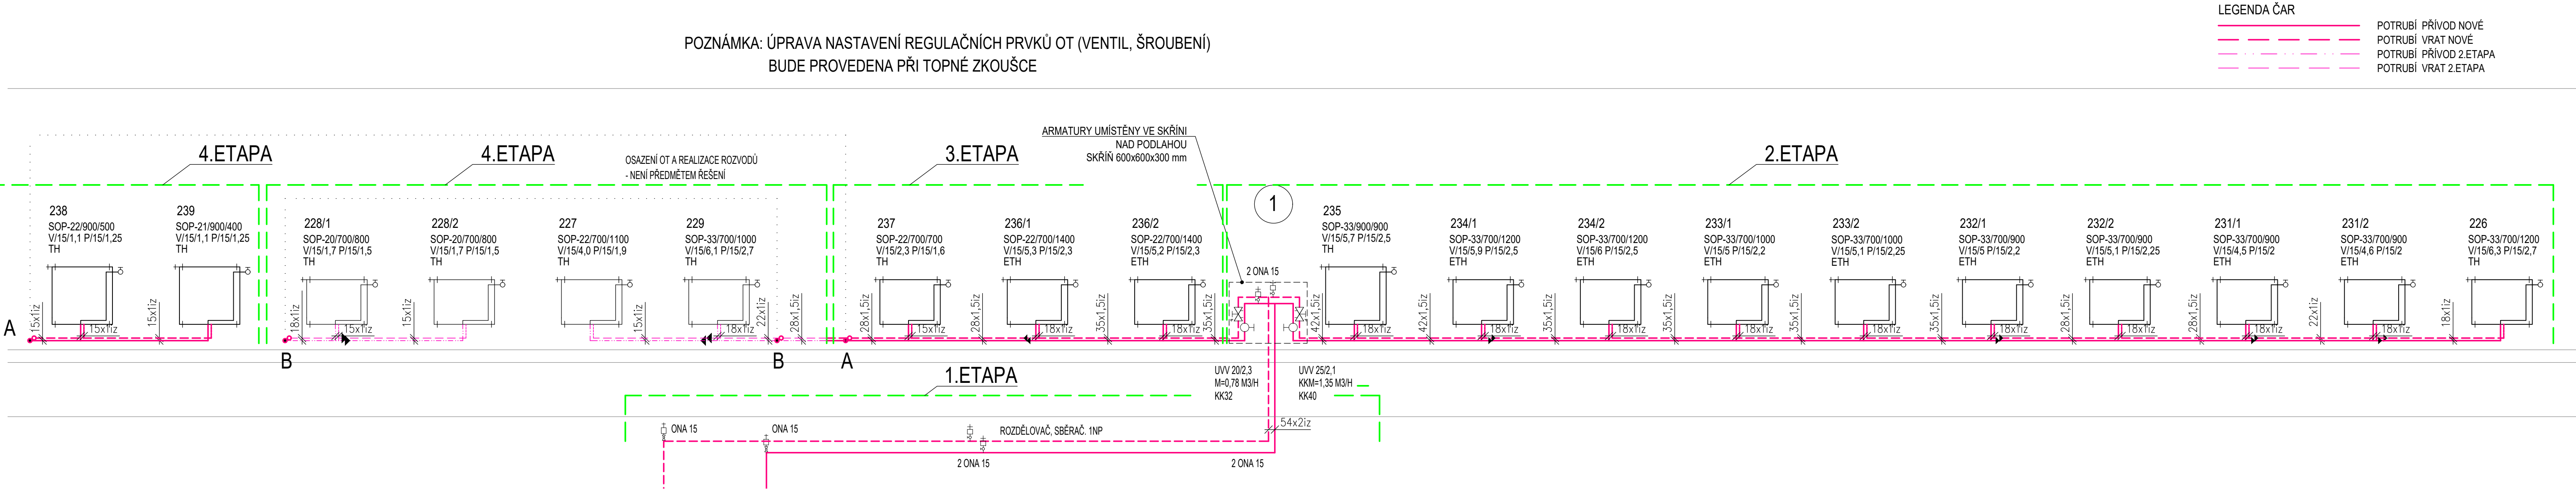 LEGENDA ČAR
POTRUBÍ PŘÍVOD NOVÉ
POTRUBÍ VRAT NOVÉ
POTRUBÍ PŘÍVOD 2.ETAPA
POTRUBÍ VRAT 2.ETAPA
POZNÁMKA: ÚPRAVA NASTAVENÍ REGULAČNÍCH PRVKŮ OT (VENTIL, ŠROUBENÍ)
BUDE PROVEDENA PŘI TOPNÉ ZKOUŠCE
4.ETAPA
4.ETAPA
OSAZENÍ OT A REALIZACE ROZVODŮ
- NENÍ PŘEDMĚTEM ŘEŠENÍ
3.ETAPA
ARMATURY UMÍSTĚNY VE SKŘÍNI
NAD PODLAHOU
SKŘÍŇ 600x600x300 mm
2.ETAPA
238
SOP-22/900/500
V/15/1,1 P/15/1,25
TH
239
SOP-21/900/400
V/15/1,1 P/15/1,25
TH
228/1
SOP-20/700/800
V/15/1,7 P/15/1,5
TH
228/2
SOP-20/700/800
V/15/1,7 P/15/1,5
TH
227
SOP-22/700/1100
V/15/4,0 P/15/1,9
TH
229
SOP-33/700/1000
V/15/6,1 P/15/2,7
TH
237
SOP-22/700/700
V/15/2,3 P/15/1,6
TH
236/1
SOP-22/700/1400
V/15/5,3 P/15/2,3
ETH
236/2
SOP-22/700/1400
V/15/5,2 P/15/2,3
ETH
1
235
SOP-33/900/900
V/15/5,7 P/15/2,5
TH
234/1
SOP-33/700/1200
V/15/5,9 P/15/2,5
ETH
234/2
SOP-33/700/1200
V/15/6 P/15/2,5
ETH
233/1
SOP-33/700/1000
V/15/5 P/15/2,2
ETH
233/2
SOP-33/700/1000
V/15/5,1 P/15/2,25
ETH
232/1
SOP-33/700/900
V/15/5 P/15/2,2
ETH
232/2
SOP-33/700/900
V/15/5,1 P/15/2,25
ETH
231/1
SOP-33/700/900
V/15/4,5 P/15/2
ETH
231/2
SOP-33/700/900
V/15/4,6 P/15/2
ETH
226
SOP-33/700/1200
V/15/6,3 P/15/2,7
TH
2 ONA 15
A
15x1iz
15x1iz
15x1iz
18x1iz
15x1iz
15x1iz
15x1iz
18x1iz
22x1iz
28x1,5iz
28x1,5iz
15x1iz
28x1,5iz
18x1iz
35x1,5iz
18x1iz
35x1,5iz
42x1,5iz
18x1iz
42x1,5iz
18x1iz
35x1,5iz
18x1iz
35x1,5iz
18x1iz
35x1,5iz
18x1iz
35x1,5iz
18x1iz
28x1,5iz
18x1iz
28x1,5iz
18x1iz
22x1iz
18x1iz
18x1iz
B
B
A
1.ETAPA
UVV 20/2,3
M=0,78 M3/H
KK32
UVV 25/2,1
KKM=1,35 M3/H
KK40
54x2iz
ONA 15
ONA 15
ROZDĚLOVAČ, SBĚRAČ. 1NP
2 ONA 15
2 ONA 15